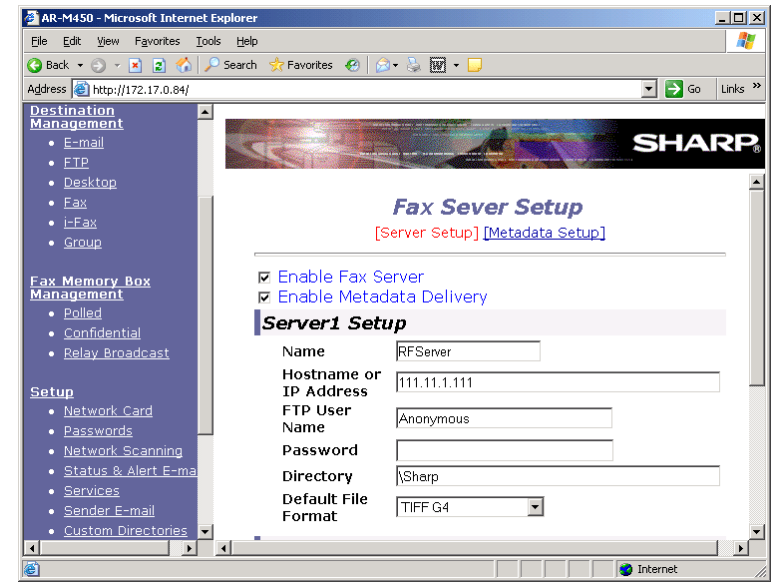 AR-M450 - Microsoft Internet Explorer
File Edit View Favorites Tools Help
Back Search Favorites
Address http://172.17.0.84/ Go Links »
Destination
Management
E-mail
FTP
Desktop
Fax
i-Fax
Group
Fax Memory Box
Management
Polled
Confidential
Relay Broadcast
Setup
Network Card
Passwords
Network Scanning
Status & Alert E-ma
Services
Sender E-mail
Custom Directories
SHARP®
Fax Sever Setup
[Server Setup] [Metadata Setup]
Enable Fax Server
Enable Metadata Delivery
Server1 Setup
Name RFServer
Hostname or
IP Address 111.11.1.111
FTP User
Name Anonymous
Password
Directory \Sharp
Default File
Format TIFF G4
Internet